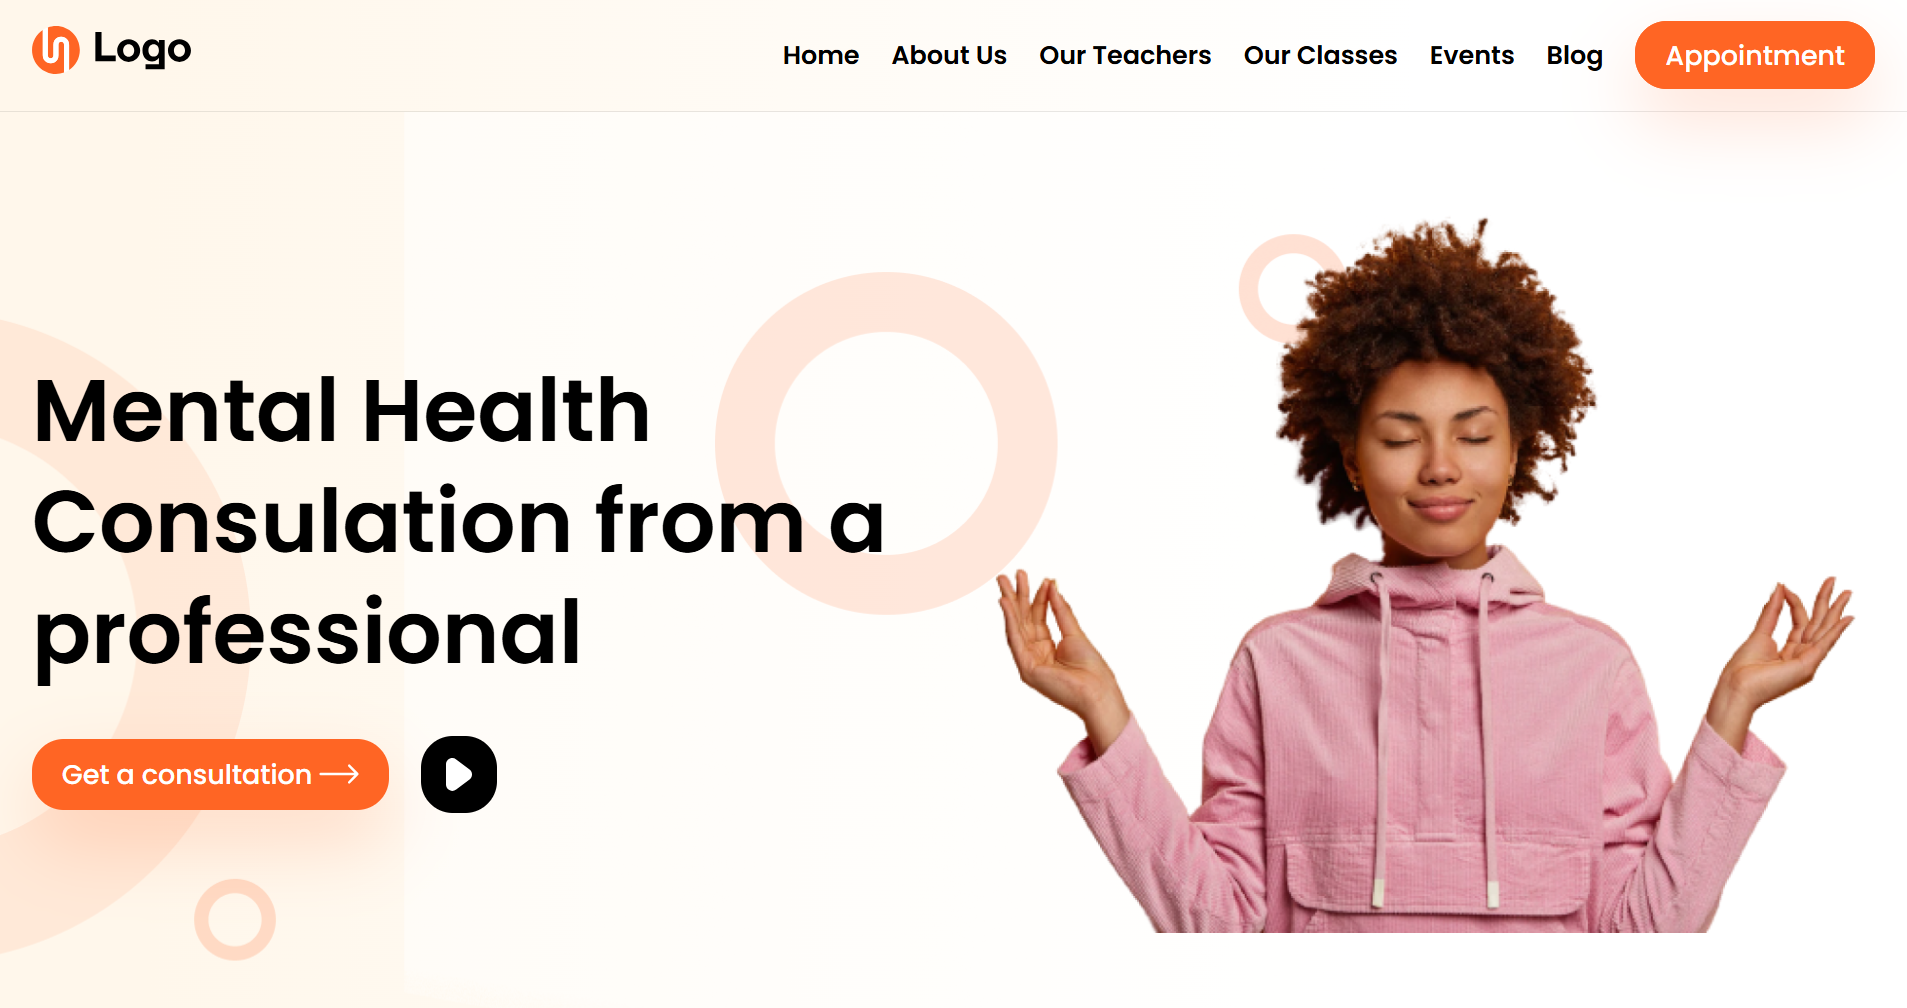 Logo
Home About Us Our Teachers Our Classes Events Blog Appointment
Mental Health
Consulation from a
professional
Get a consultation